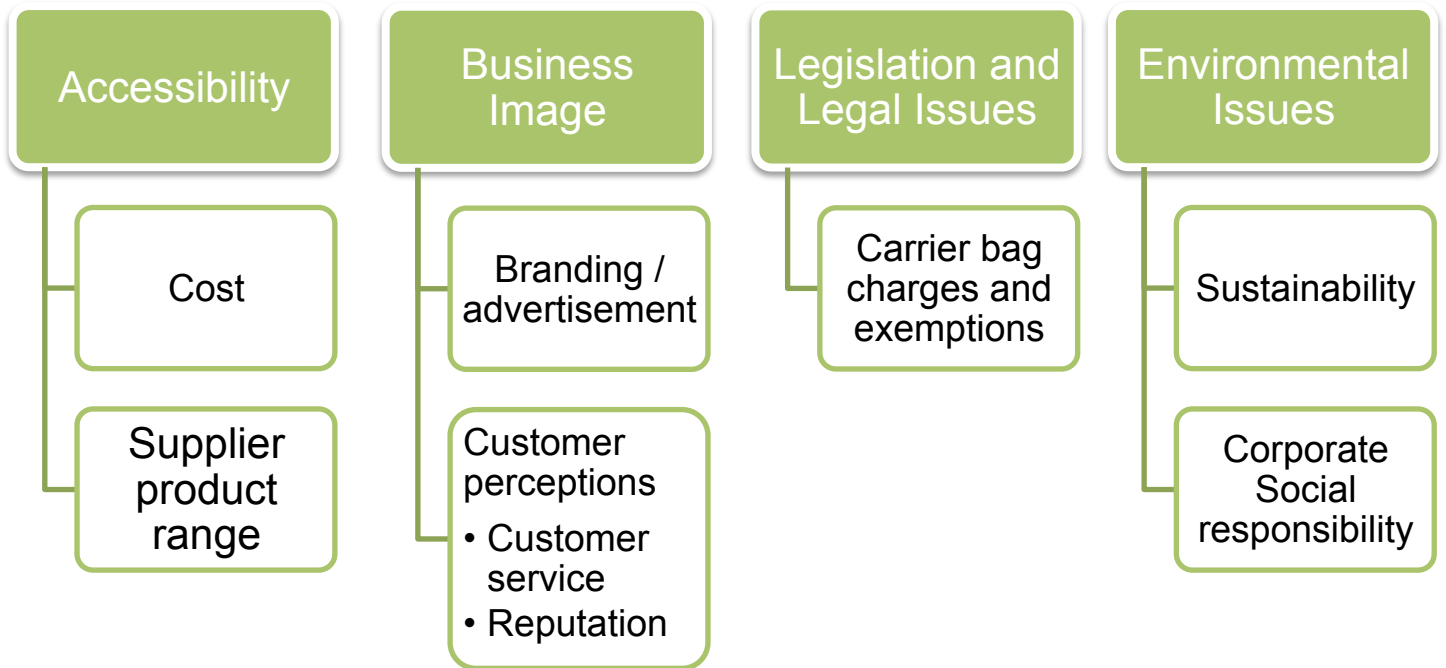 Accessibility
Cost
Supplier
product
range
Business
Image
Branding /
advertisement
Customer
perceptions
• Customer
service
• Reputation
Legislation and
Legal Issues
Carrier bag
charges and
exemptions
Environmental
Issues
Sustainability
Corporate
Social
responsibility